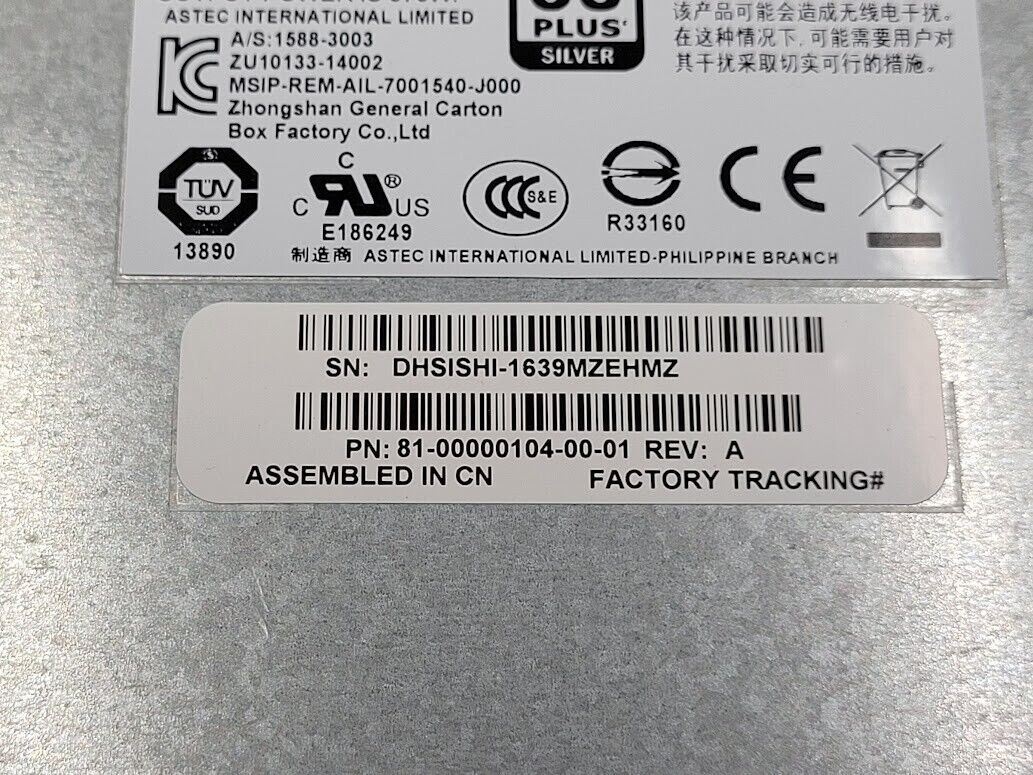 ASTEC INTERNATIONAL LIMITED
A/S:1588-3003
ZU10133-14002
MSIP-REM-AIL-7001540-J000
Zhongshan General Carton
Box Factory Co.,Ltd
PLUS
SILVER
该产品可能会造成无线电干扰。
在这种情况下,可能需要用户对
其干扰采取切实可行的措施。
TÜV
SUD
13890
C
C RU® US
E186249
CCC S&E
R33160
CE
制造商 ASTEC INTERNATIONAL LIMITED-PHILIPPINE BRANCH
SN: DHSISHI-1639MZEHMZ
PN: 81-00000104-00-01 REV: A
ASSEMBLED IN CN FACTORY TRACKING#